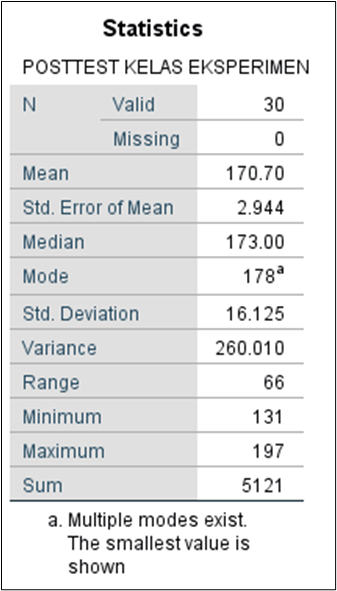 Statistics
POSTTEST KELAS EKSPERIMEN
N Valid 30
Missing 0
Mean 170.70
Std. Error of Mean 2.944
Median 173.00
Mode 178a
Std. Deviation 16.125
Variance 260.010
Range 66
Minimum 131
Maximum 197
Sum 5121
a. Multiple modes exist.
The smallest value is
shown